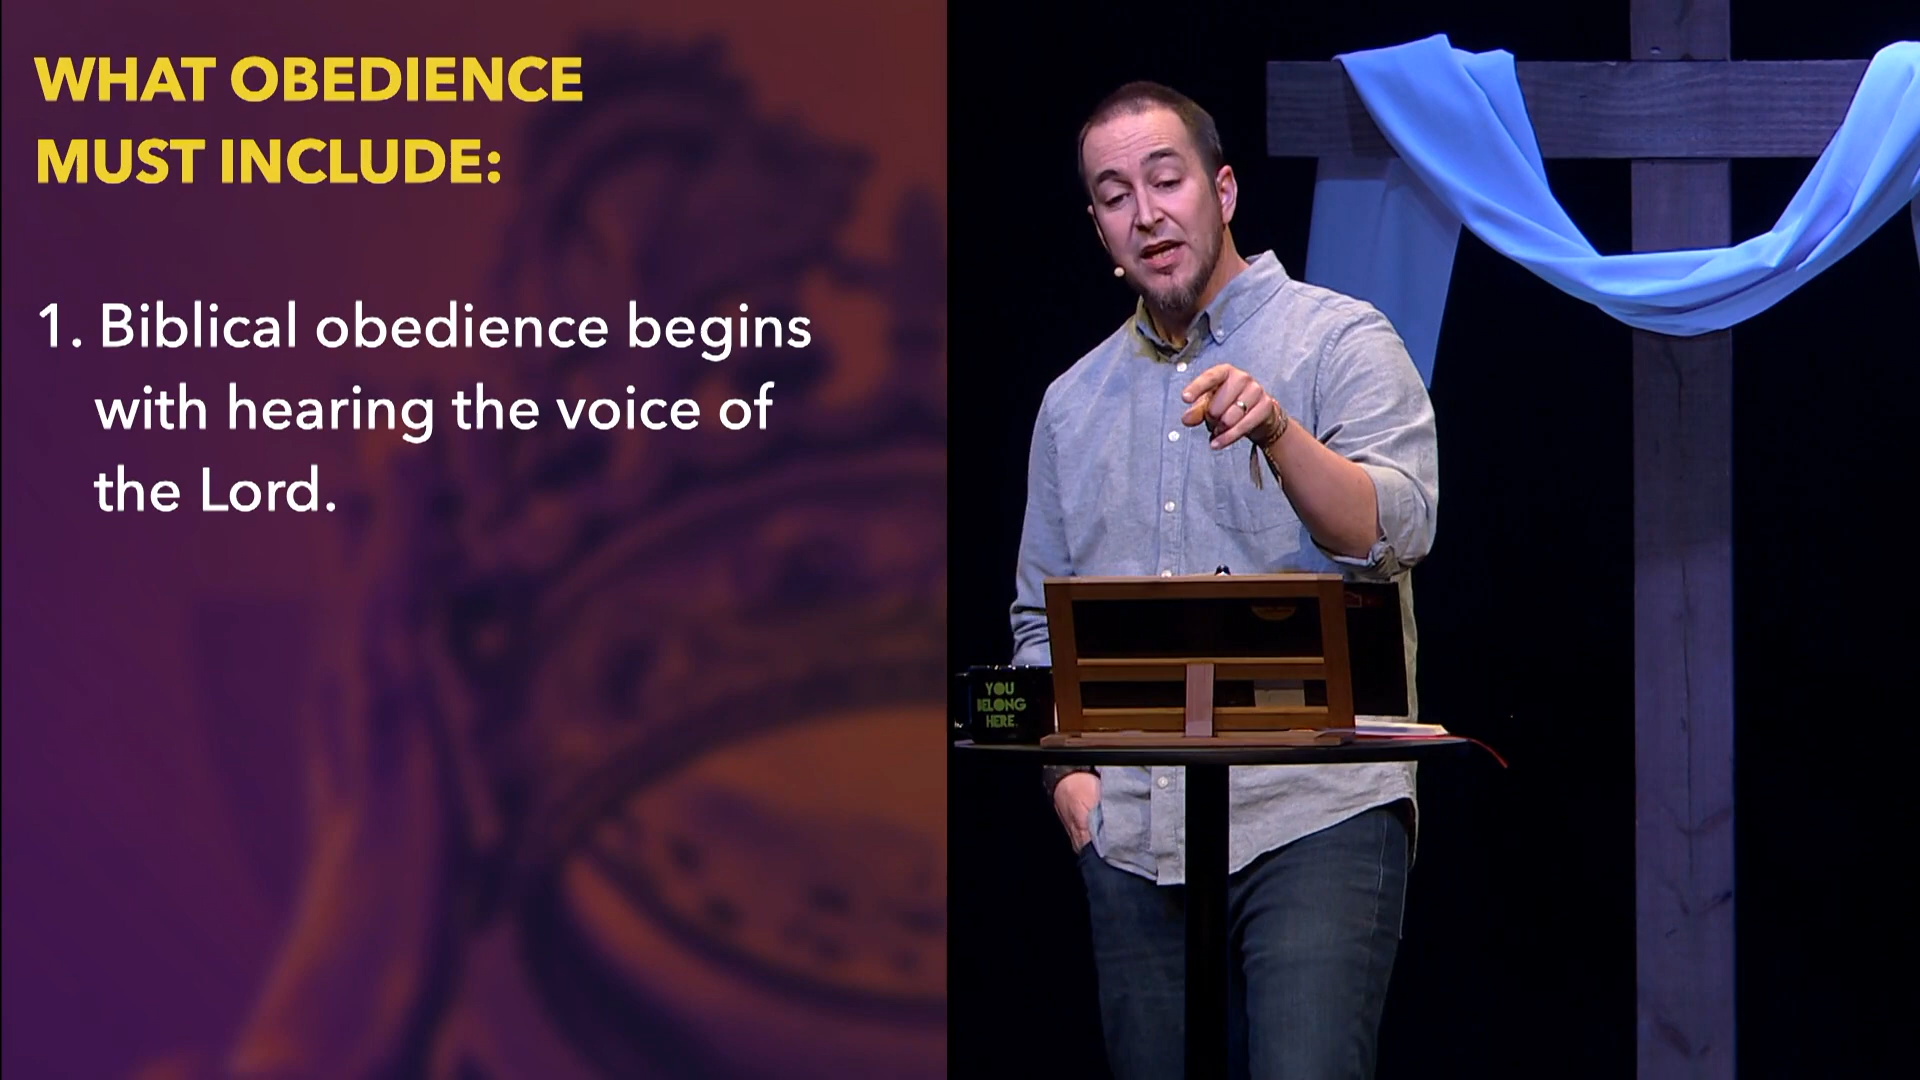 WHAT OBEDIENCE
MUST INCLUDE:
1. Biblical obedience begins
with hearing the voice of
the Lord.
YOU
BELONG
HERE.